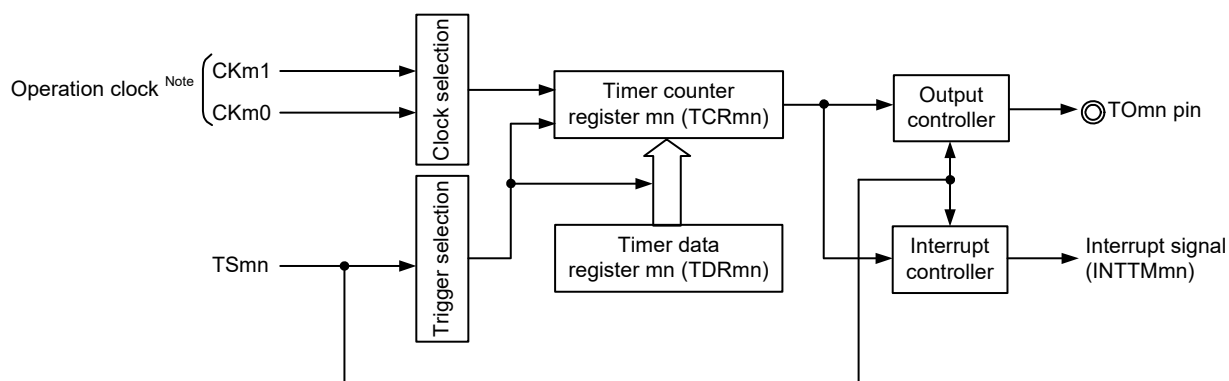 Operation clock Note
CKm1
CKm0
Clock selection
Timer counter
register mn (TCRmn)
Output
controller
TOmn pin
TSmn
Trigger selection
Timer data
register mn (TDRmn)
Interrupt
controller
Interrupt signal
(INTTMmn)